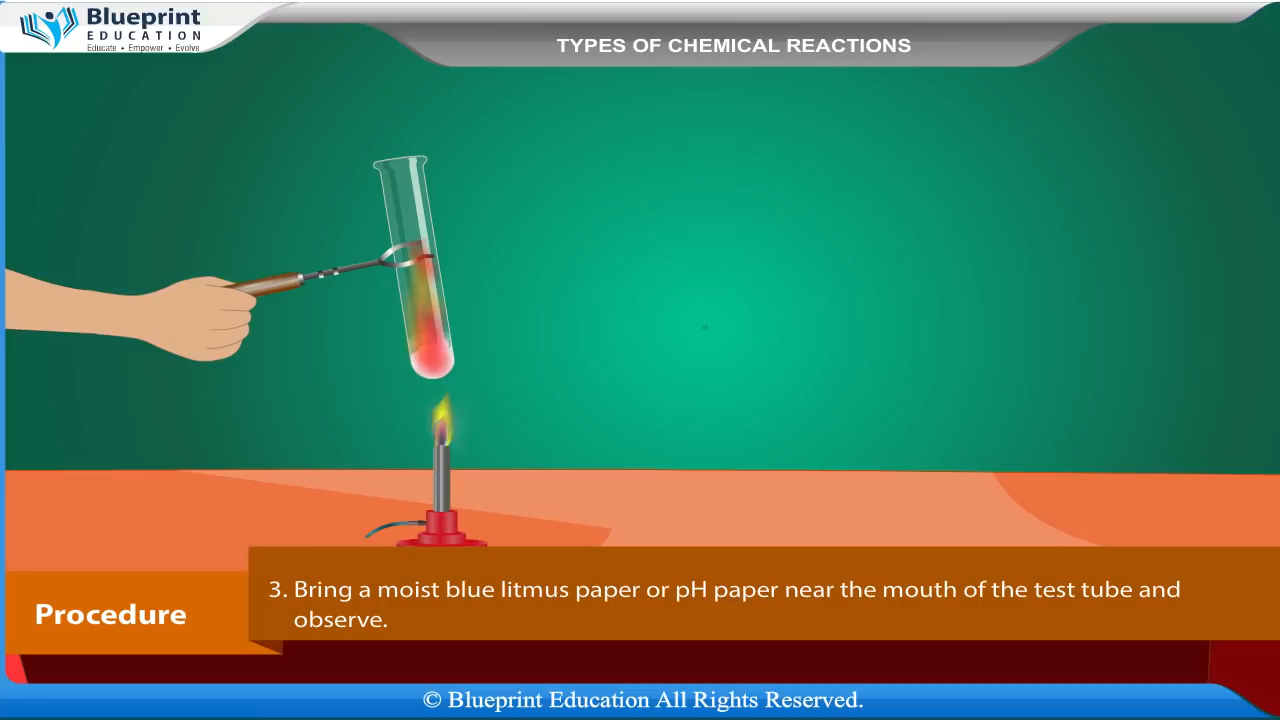 Blueprint
EDUCATION
Educate • Empower • Evolve
TYPES OF CHEMICAL REACTIONS
3. Bring a moist blue litmus paper or pH paper near the mouth of the test tube and
observe.
Procedure
© Blueprint Education All Rights Reserved.